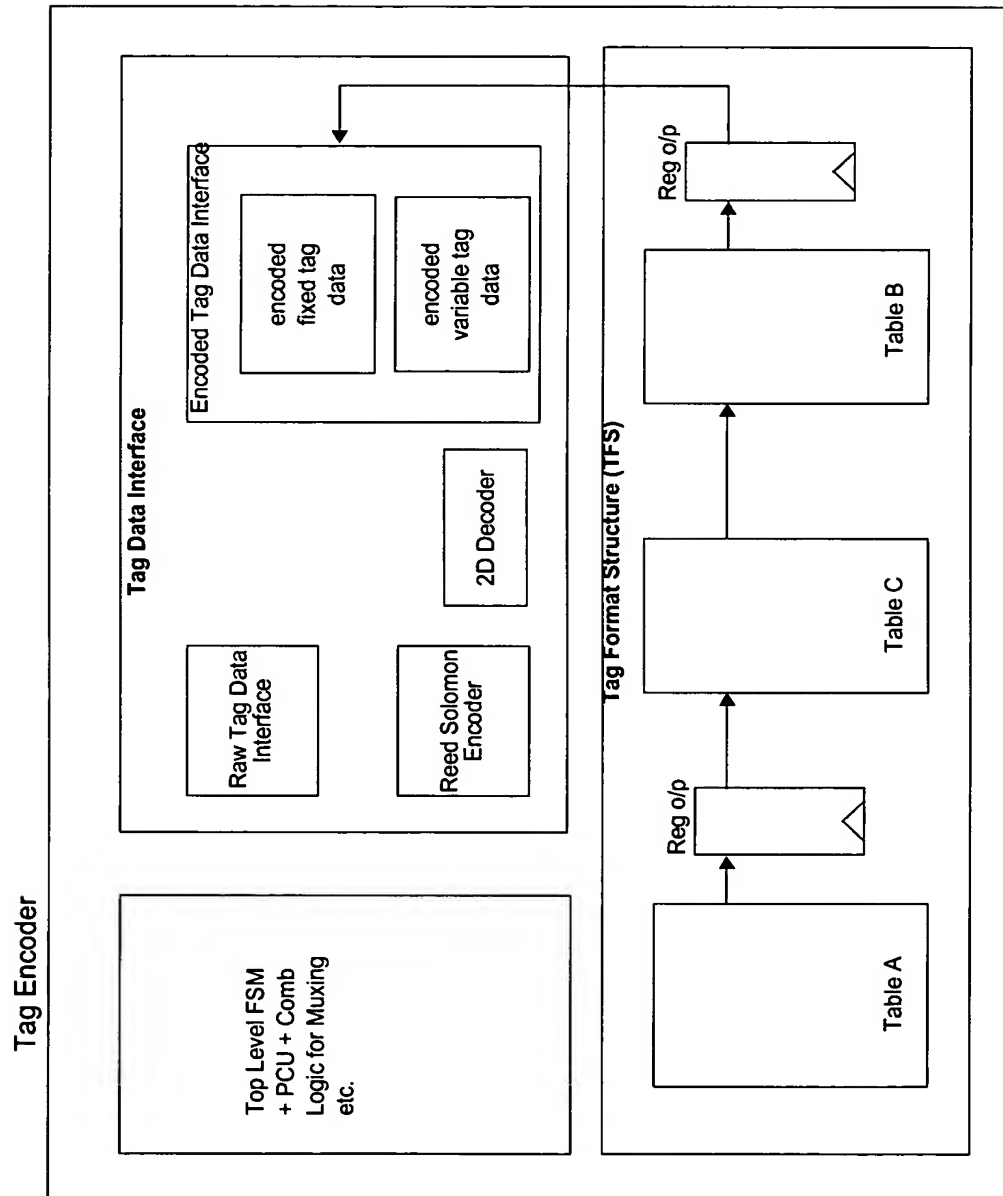 Tag Encoder
Top Level FSM
+ PCU + Comb
Logic for Muxing
etc.
Tag Data Interface
Raw Tag Data
Interface
Reed Solomon
Encoder
2D Decoder
Encoded Tag Data Interface
encoded
fixed tag
data
encoded
variable tag
data
Tag Format Structure (TFS)
Table A
Reg o/p
Table C
Table B
Reg o/p